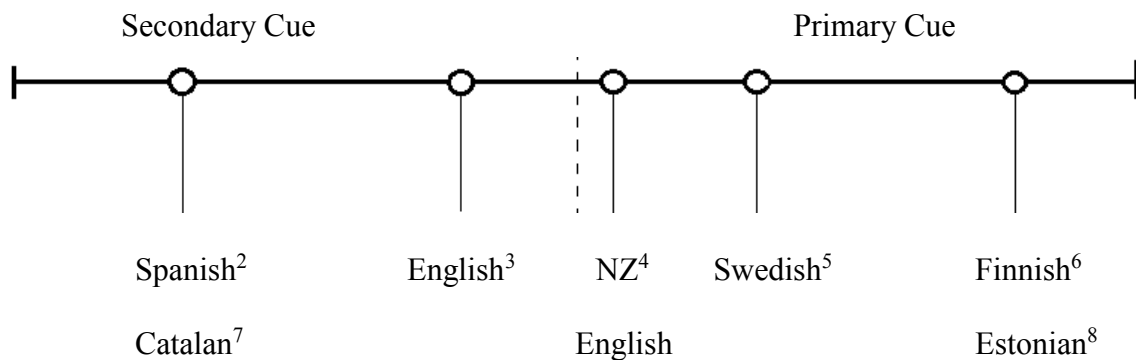 Secondary Cue Primary Cue
Spanish² English³ NZ⁴ Swedish⁵ Finnish⁶
Catalan⁷ English Estonian⁸